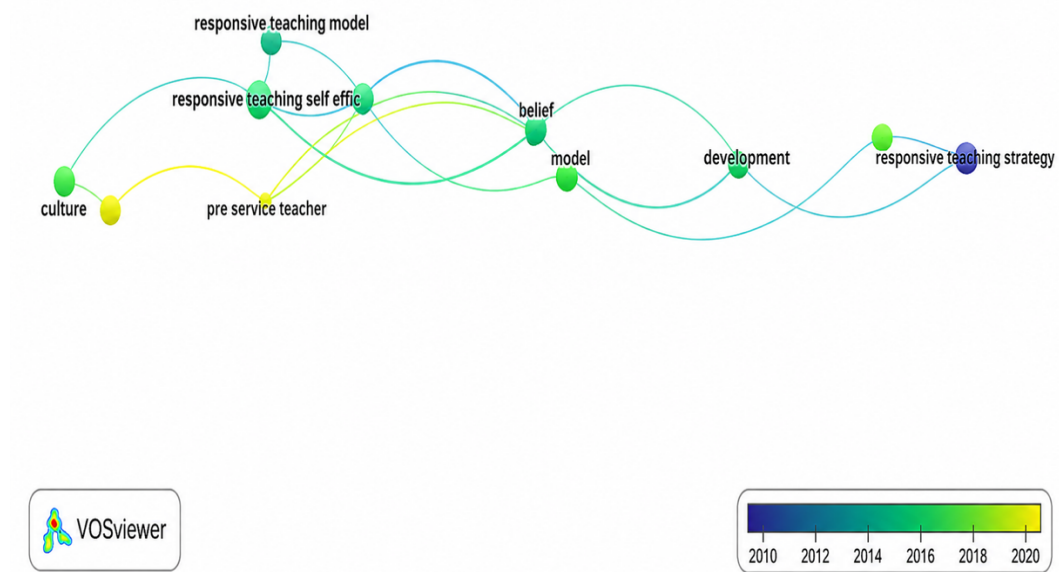 responsive teaching model
responsive teaching self effic
belief
model
development
responsive teaching strategy
culture
pre service teacher
VOSviewer
2010 2012 2014 2016 2018 2020